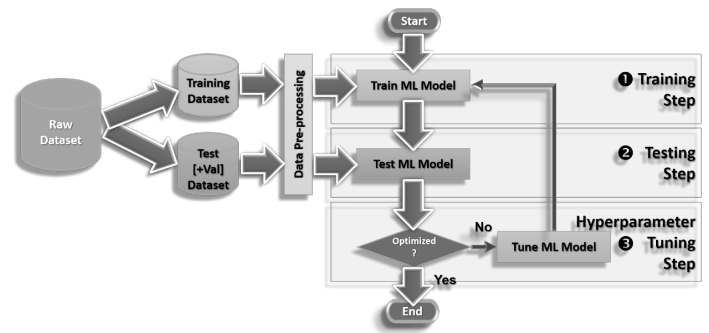 Start
Raw
Dataset
Training
Dataset
Test
[+Val]
Dataset
Data Pre-processing
Train ML Model
❶ Training
Step
Test ML Model
❷ Testing
Step
Optimized
?
No
Yes
Tune ML Model
Hyperparameter
❸ Tuning
Step
End